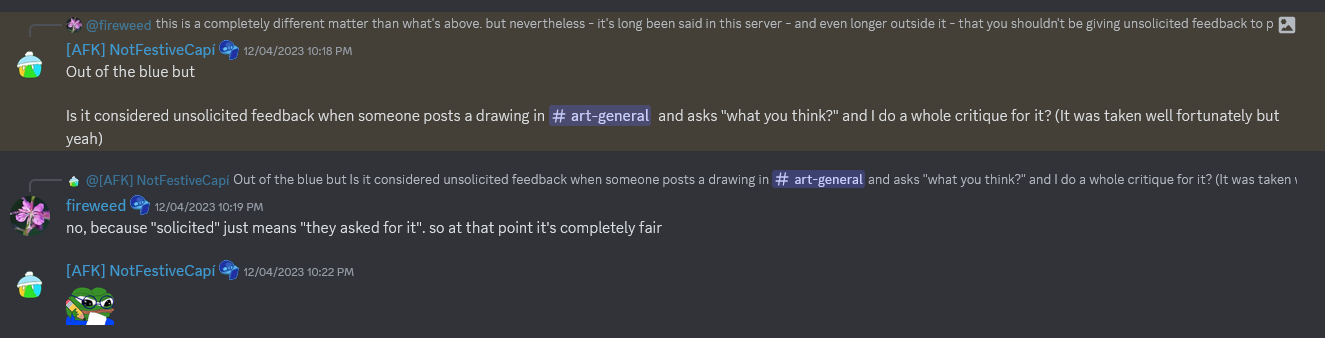 @fireweed this is a completely different matter than what's above. but nevertheless - it's long been said in this server - and even longer outside it - that you shouldn't be giving unsolicited feedback to p
[AFK] NotFestiveCapí 12/04/2023 10:18 PM
Out of the blue but
Is it considered unsolicited feedback when someone posts a drawing in # art-general and asks "what you think?" and I do a whole critique for it? (It was taken well fortunately but
yeah)
@[AFK] NotFestiveCapí Out of the blue but Is it considered unsolicited feedback when someone posts a drawing in # art-general and asks "what you think?" and I do a whole critique for it? (It was taken
fireweed 12/04/2023 10:19 PM
no, because "solicited" just means "they asked for it". so at that point it's completely fair
[AFK] NotFestiveCapí 12/04/2023 10:22 PM